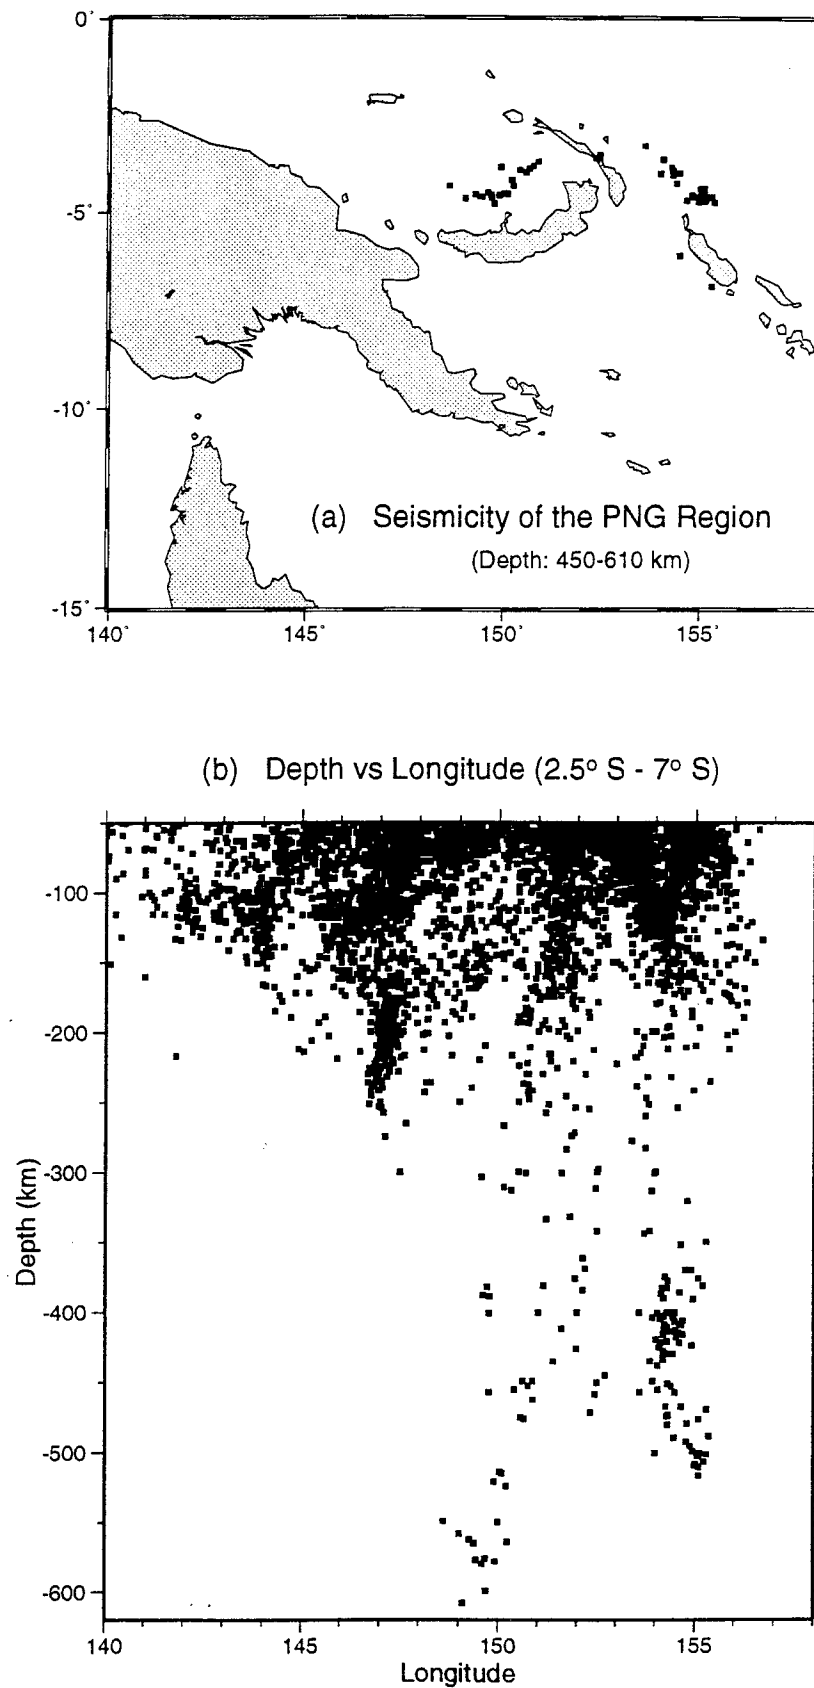 0°
-5°
-10°
-15°
(a) Seismicity of the PNG Region
(Depth: 450-610 km)
140° 145° 150° 155°
(b) Depth vs Longitude (2.5° S - 7° S)
-100
-200
-300
-400
-500
-600
Depth (km)
140 145 150 155
Longitude